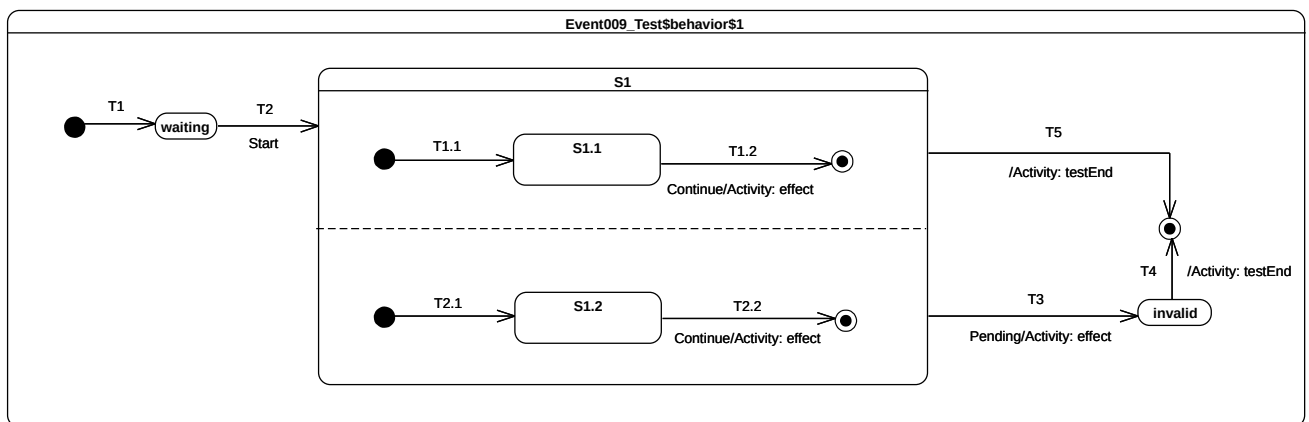 Event009_Test$behavior$1
S1
T1
waiting
T2
Start
T1.1
S1.1
T1.2
Continue/Activity: effect
T2.1
S1.2
T2.2
Continue/Activity: effect
T5
/Activity: testEnd
T4
/Activity: testEnd
T3
Pending/Activity: effect
invalid